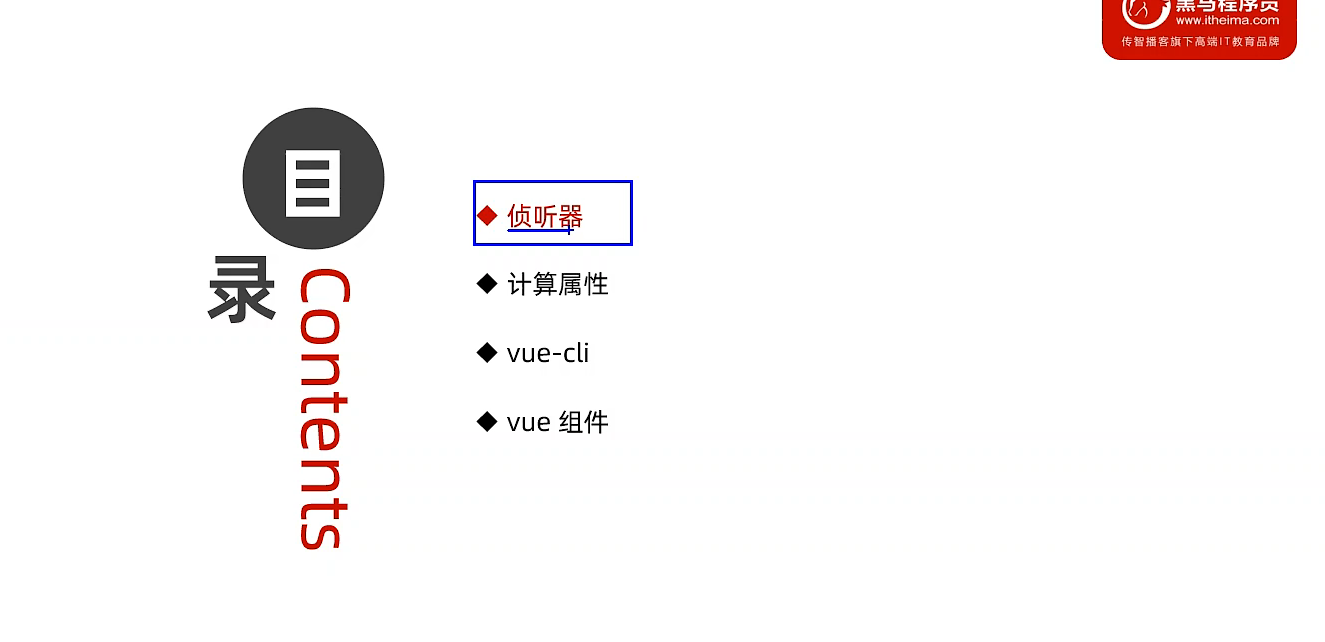 黑马程序员
www.itheima.com
传智播客旗下高端IT教育品牌
目录
Contents
侦听器
计算属性
vue-cli
vue 组件